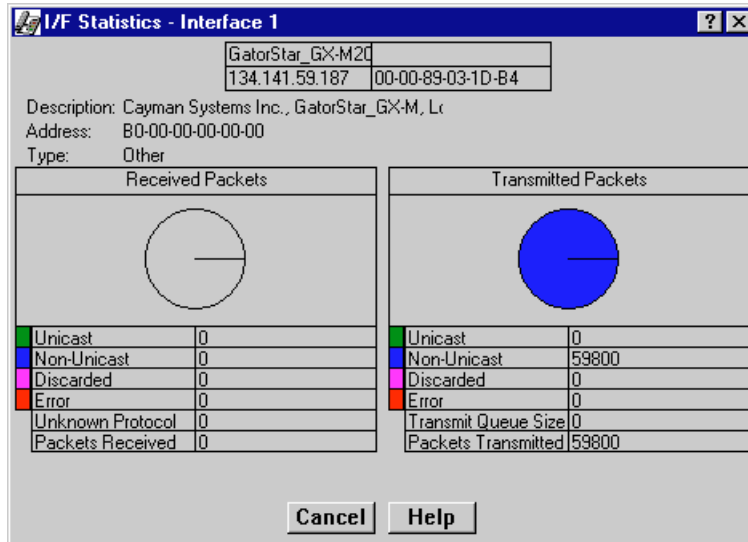 I/F Statistics - Interface 1
GatorStar_GX-M20
134.141.59.187 00-00-89-03-1D-B4
Description: Cayman Systems Inc., GatorStar_GX-M, Lo
Address: B0-00-00-00-00-00
Type: Other
Received Packets
Unicast 0
Non-Unicast 0
Discarded 0
Error 0
Unknown Protocol 0
Packets Received 0
Transmitted Packets
Unicast 0
Non-Unicast 59800
Discarded 0
Error 0
Transmit Queue Size 0
Packets Transmitted 59800
Cancel Help